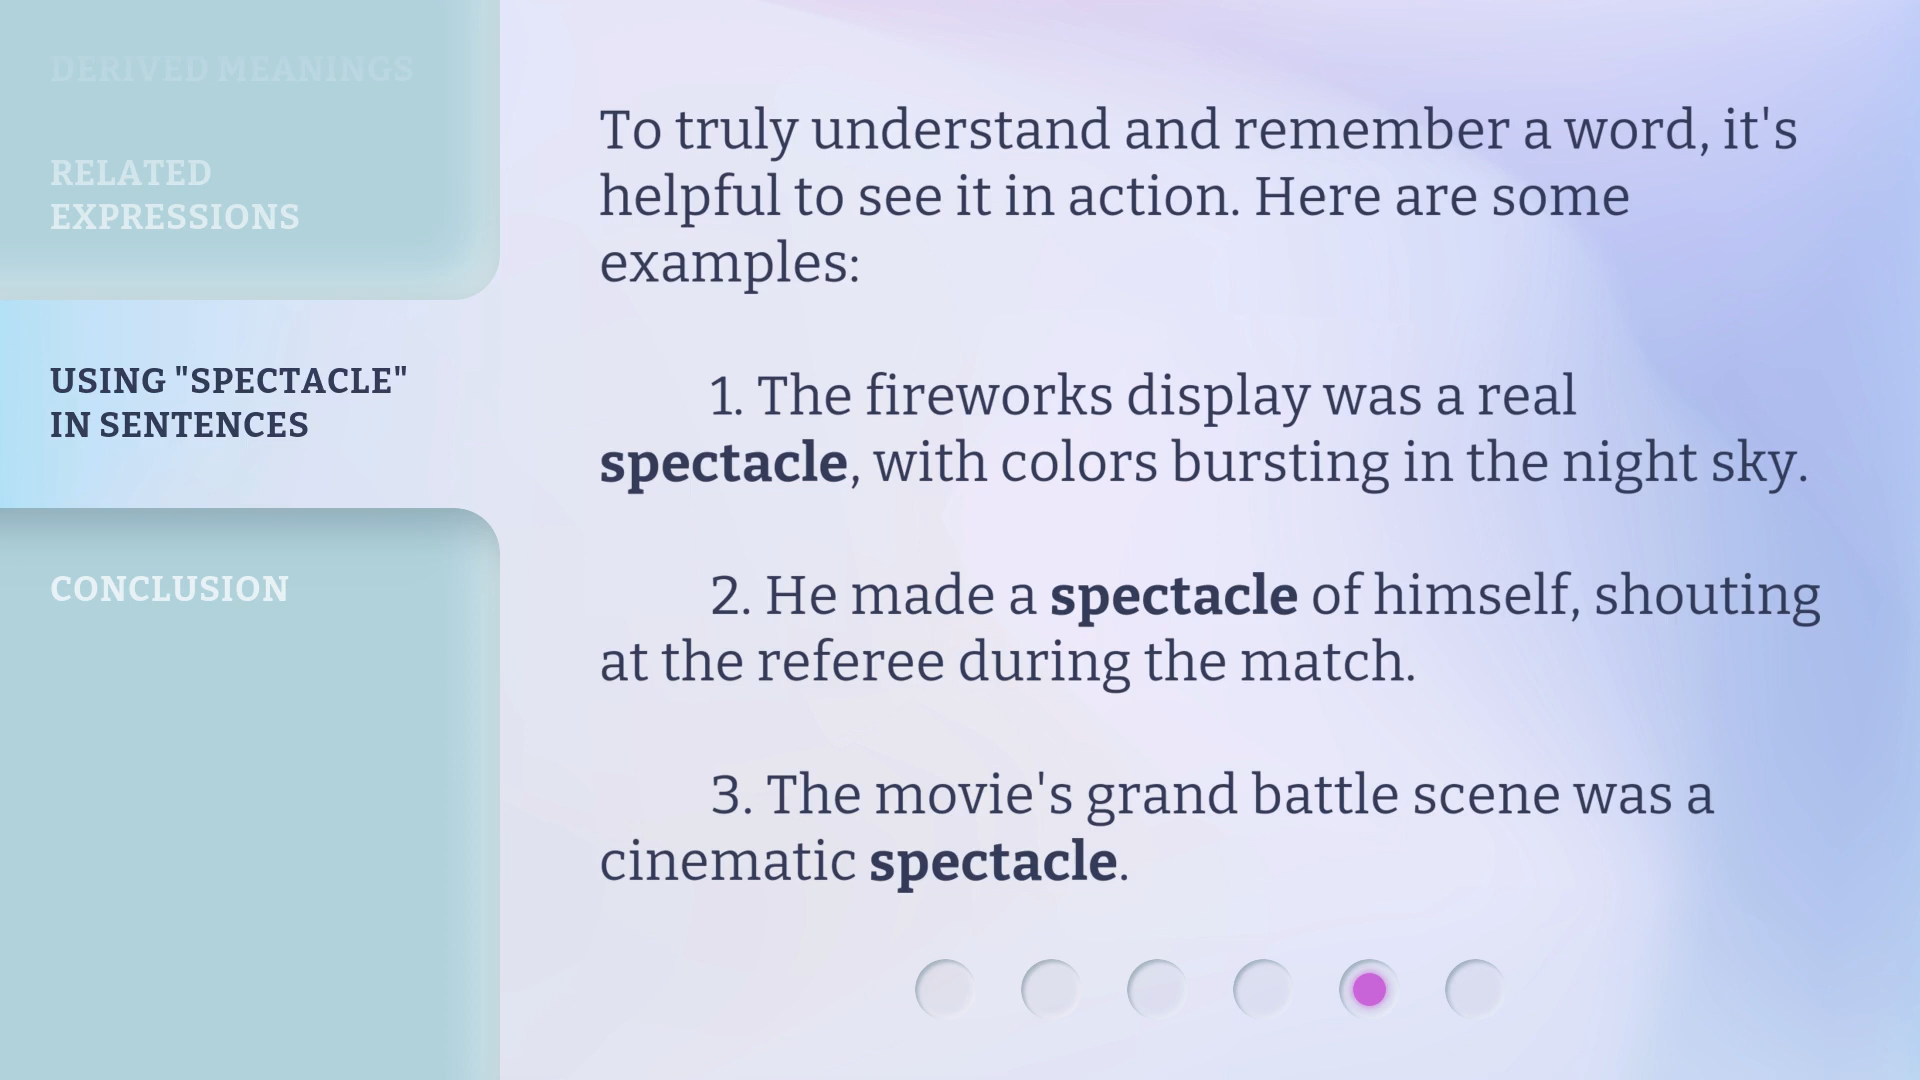 DERIVED MEANINGS
RELATED
EXPRESSIONS
USING "SPECTACLE"
IN SENTENCES
CONCLUSION
To truly understand and remember a word, it's
helpful to see it in action. Here are some
examples:
1. The fireworks display was a real
spectacle, with colors bursting in the night sky.
2. He made a spectacle of himself, shouting
at the referee during the match.
3. The movie's grand battle scene was a
cinematic spectacle.